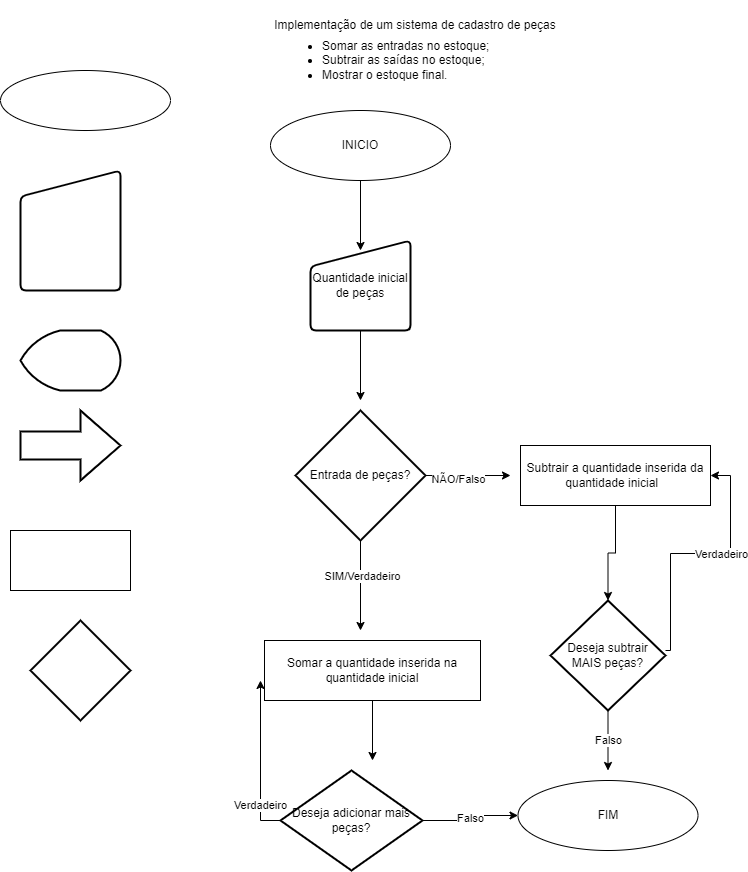 Implementação de um sistema de cadastro de peças
Somar as entradas no estoque;
Subtrair as saídas no estoque;
Mostrar o estoque final.
INICIO
Quantidade inicial
de peças
Entrada de peças?
NÃO/Falso
Subtrair a quantidade inserida da
quantidade inicial
Verdadeiro
SIM/Verdadeiro
Deseja subtrair
MAIS peças?
Somar a quantidade inserida na
quantidade inicial
Falso
Verdadeiro
Deseja adicionar mais
peças?
Falso
FIM